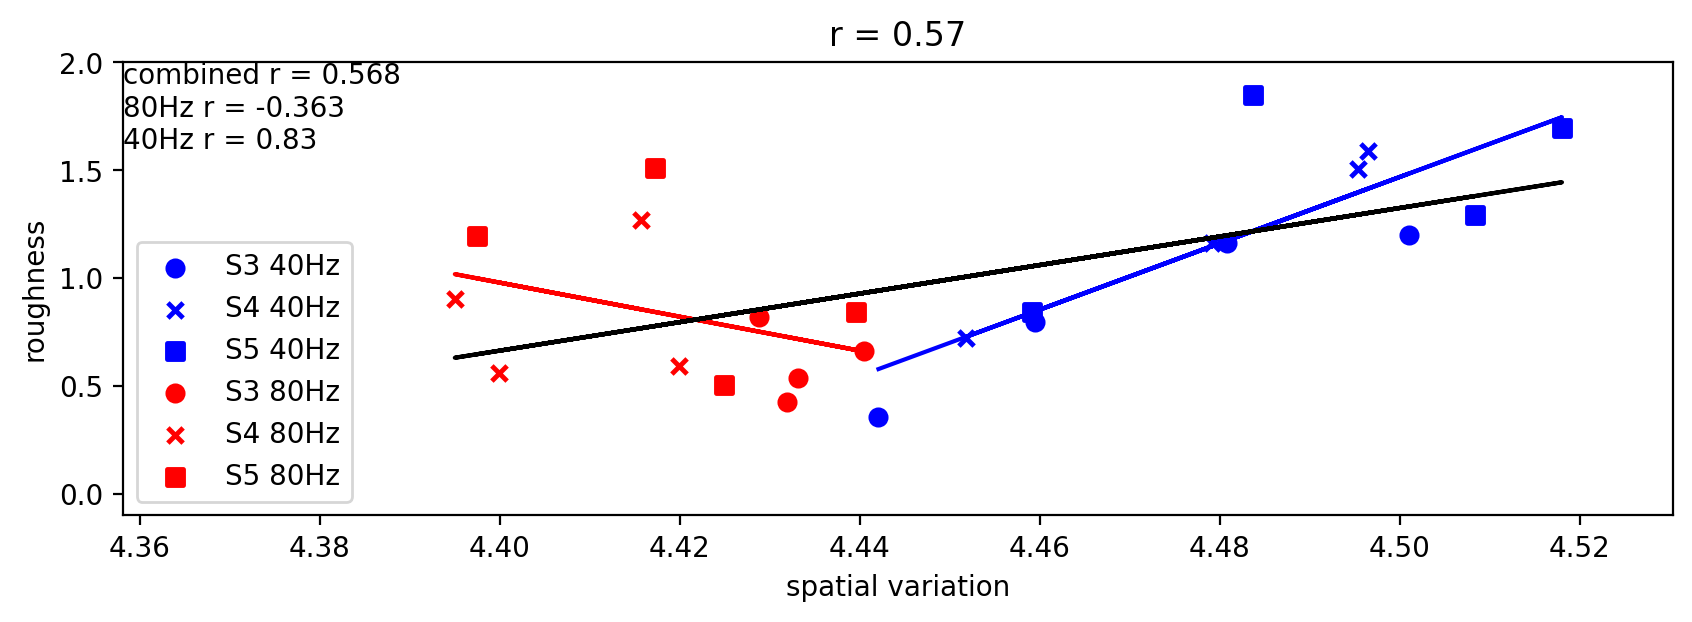 r = 0.57
combined r = 0.568
80Hz r = -0.363
40Hz r = 0.83
2.0
1.5
1.0
0.5
0.0
roughness
S3 40Hz
S4 40Hz
S5 40Hz
S3 80Hz
S4 80Hz
S5 80Hz
4.36 4.38 4.40 4.42 4.44 4.46 4.48 4.50 4.52
spatial variation